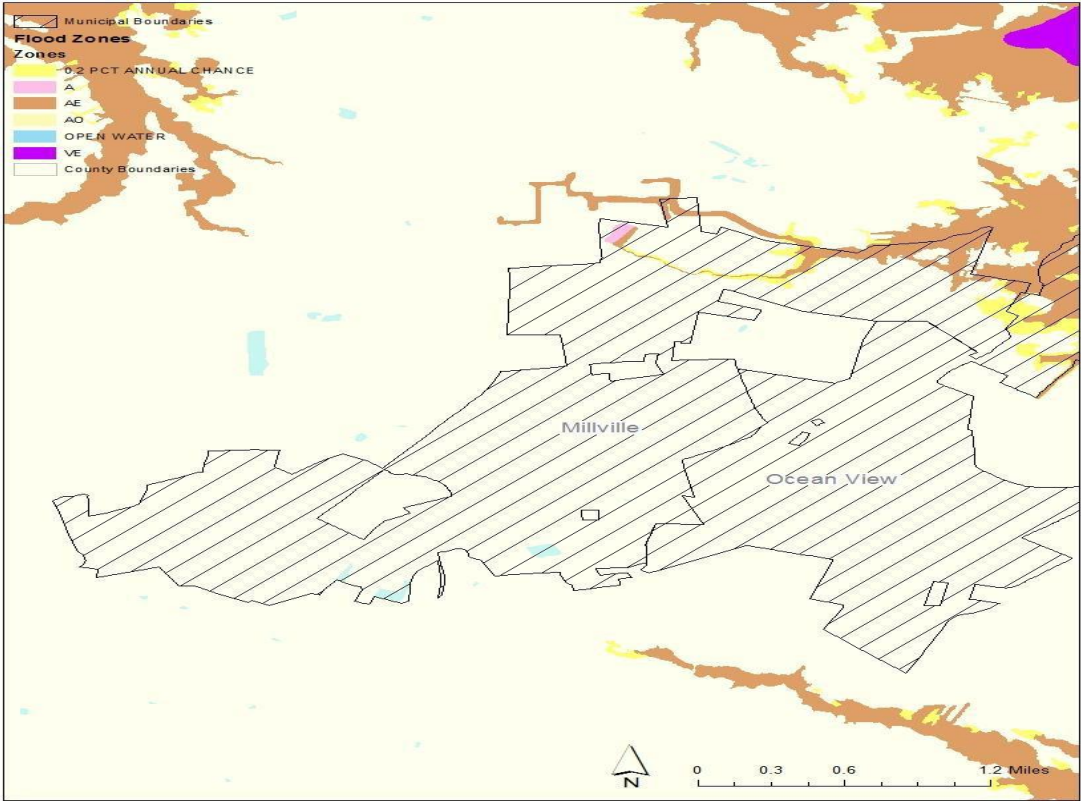 Municipal Boundaries
Flood Zones
Zones
0.2 PCT ANNUAL CHANCE
A
AE
AO
OPEN WATER
VE
County Boundaries
Millville
Ocean View
N
0 0.3 0.6 1.2 Miles